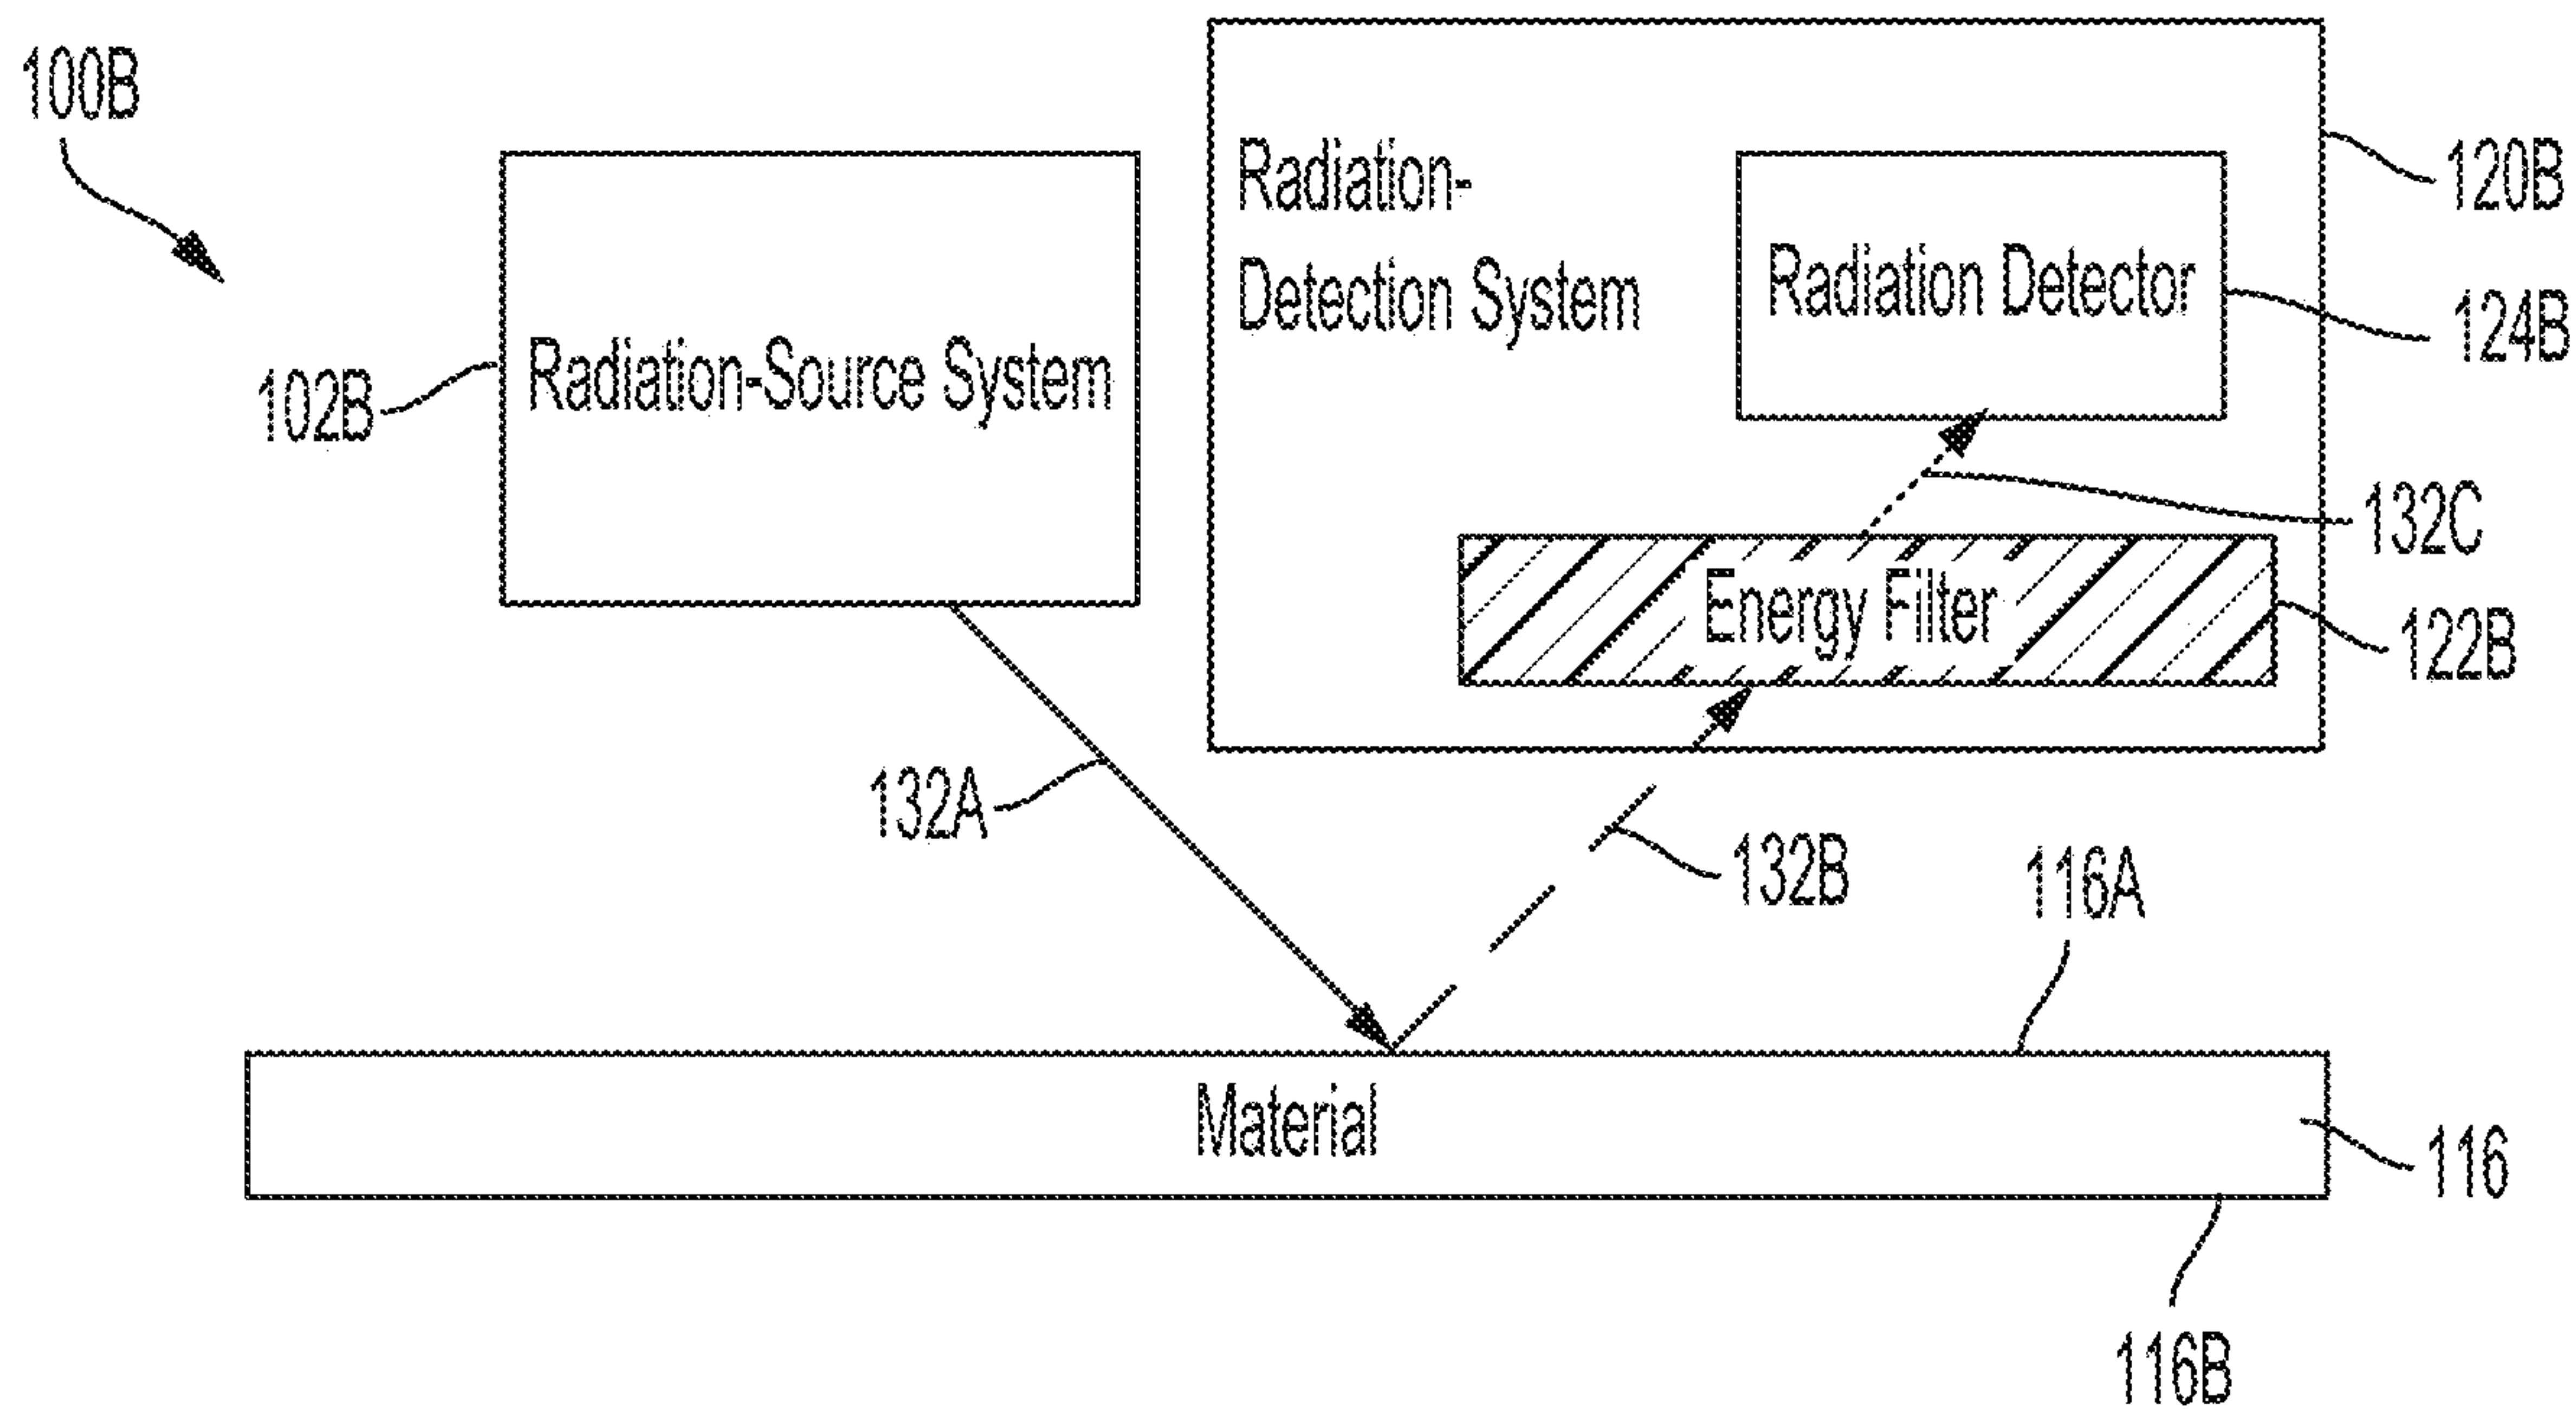 100B
Radiation-
Detection System
120B
Radiation Detector
124B
102B
Radiation-Source System
132C
Energy Filter
122B
132A
132B
116A
Material
116
116B